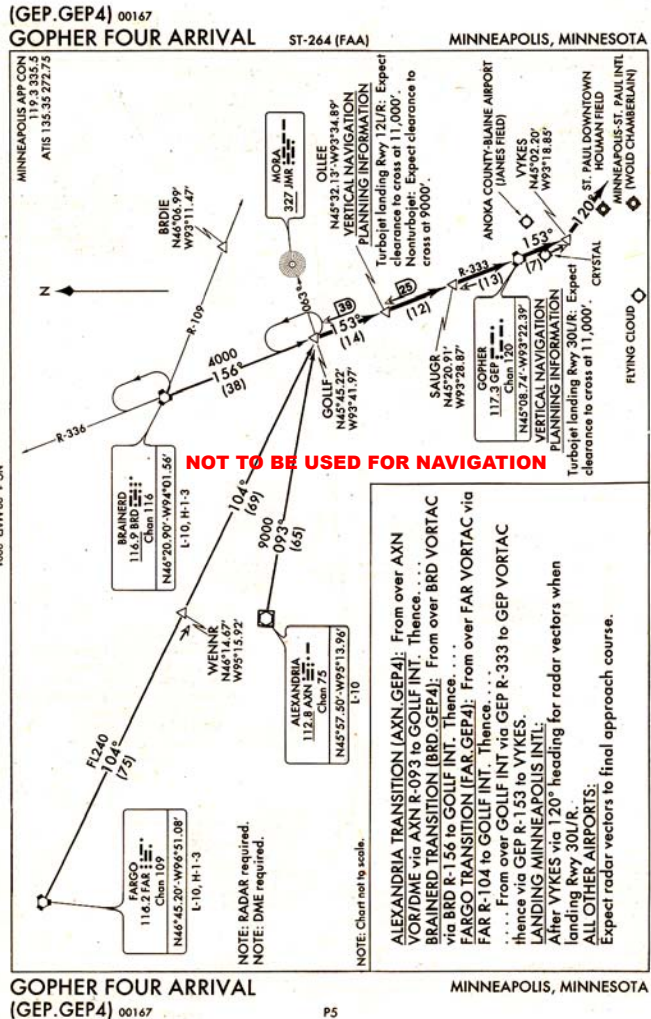 (GEP.GEP4) 00167
GOPHER FOUR ARRIVAL
ST-264 (FAA)
MINNEAPOLIS, MINNESOTA
MINNEAPOLIS APP CON
119.3 335.5
ATIS 135.35 272.75
BRDIE
N46°06.99'
W93°11.47'
MORA
327 JMR
OLLEE
N45°32.13'-W93°34.89'
VERTICAL NAVIGATION
PLANNING INFORMATION
Turbojet landing Rwy 12L/R: Expect
clearance to cross at 11,000'.
Nonturbojet: Expect clearance to
cross at 9000'.
ANOKA COUNTY-BLAINE AIRPORT
(JANES FIELD)
VYKES
N45°02.20'
W93°18.85'
ST. PAUL DOWNTOWN
HOLMAN FIELD
MINNEAPOLIS-ST. PAUL INTL
(WOLD CHAMBERLAIN)
120°
N
R-109
063°
39
153°
(14)
25
(12)
R-333
(13)
153°
(7)
CRYSTAL
4000
156°
(38)
R-336
GOLLF
N45°45.22'
W93°41.97'
SAUGR
N45°20.91'
W93°28.87'
GOPHER
117.3 GEP
Chan 120
N45°08.74'-W93°22.39'
VERTICAL NAVIGATION
PLANNING INFORMATION
Turbojet landing Rwy 30L/R: Expect
clearance to cross at 11,000'.
FLYING CLOUD
BRAINERD
116.9 BRD
Chan 116
N46°20.90'-W94°01.56'
L-10, H-1-3
NOT TO BE USED FOR NAVIGATION
104°
(69)
9000
093°
(65)
WENNR
N46°14.67'
W95°15.92'
ALEXANDRIA
112.8 AXN
Chan 75
N45°57.50'-W95°13.96'
L-10
FL240
104°
(75)
FARGO
116.2 FAR
Chan 109
N46°45.20'-W96°51.08'
L-10, H-1-3
NOTE: RADAR required.
NOTE: DME required.
NOTE: Chart not to scale.
ALEXANDRIA TRANSITION (AXN.GEP4): From over AXN
VOR/DME via AXN R-093 to GOLLF INT. Thence. . . .
BRAINERD TRANSITION (BRD.GEP4): From over BRD VORTAC
via BRD R-156 to GOLLF INT. Thence. . . .
FARGO TRANSITION (FAR.GEP4): From over FAR VORTAC via
FAR R-104 to GOLLF INT. Thence. . . .
. . . . From over GOLLF INT via GEP R-333 to GEP VORTAC
thence via GEP R-153 to VYKES.
LANDING MINNEAPOLIS INTL:
After VYKES via 120° heading for radar vectors when
landing Rwy 30L/R.
ALL OTHER AIRPORTS:
Expect radar vectors to final approach course.
GOPHER FOUR ARRIVAL
(GEP.GEP4) 00167
P5
MINNEAPOLIS, MINNESOTA